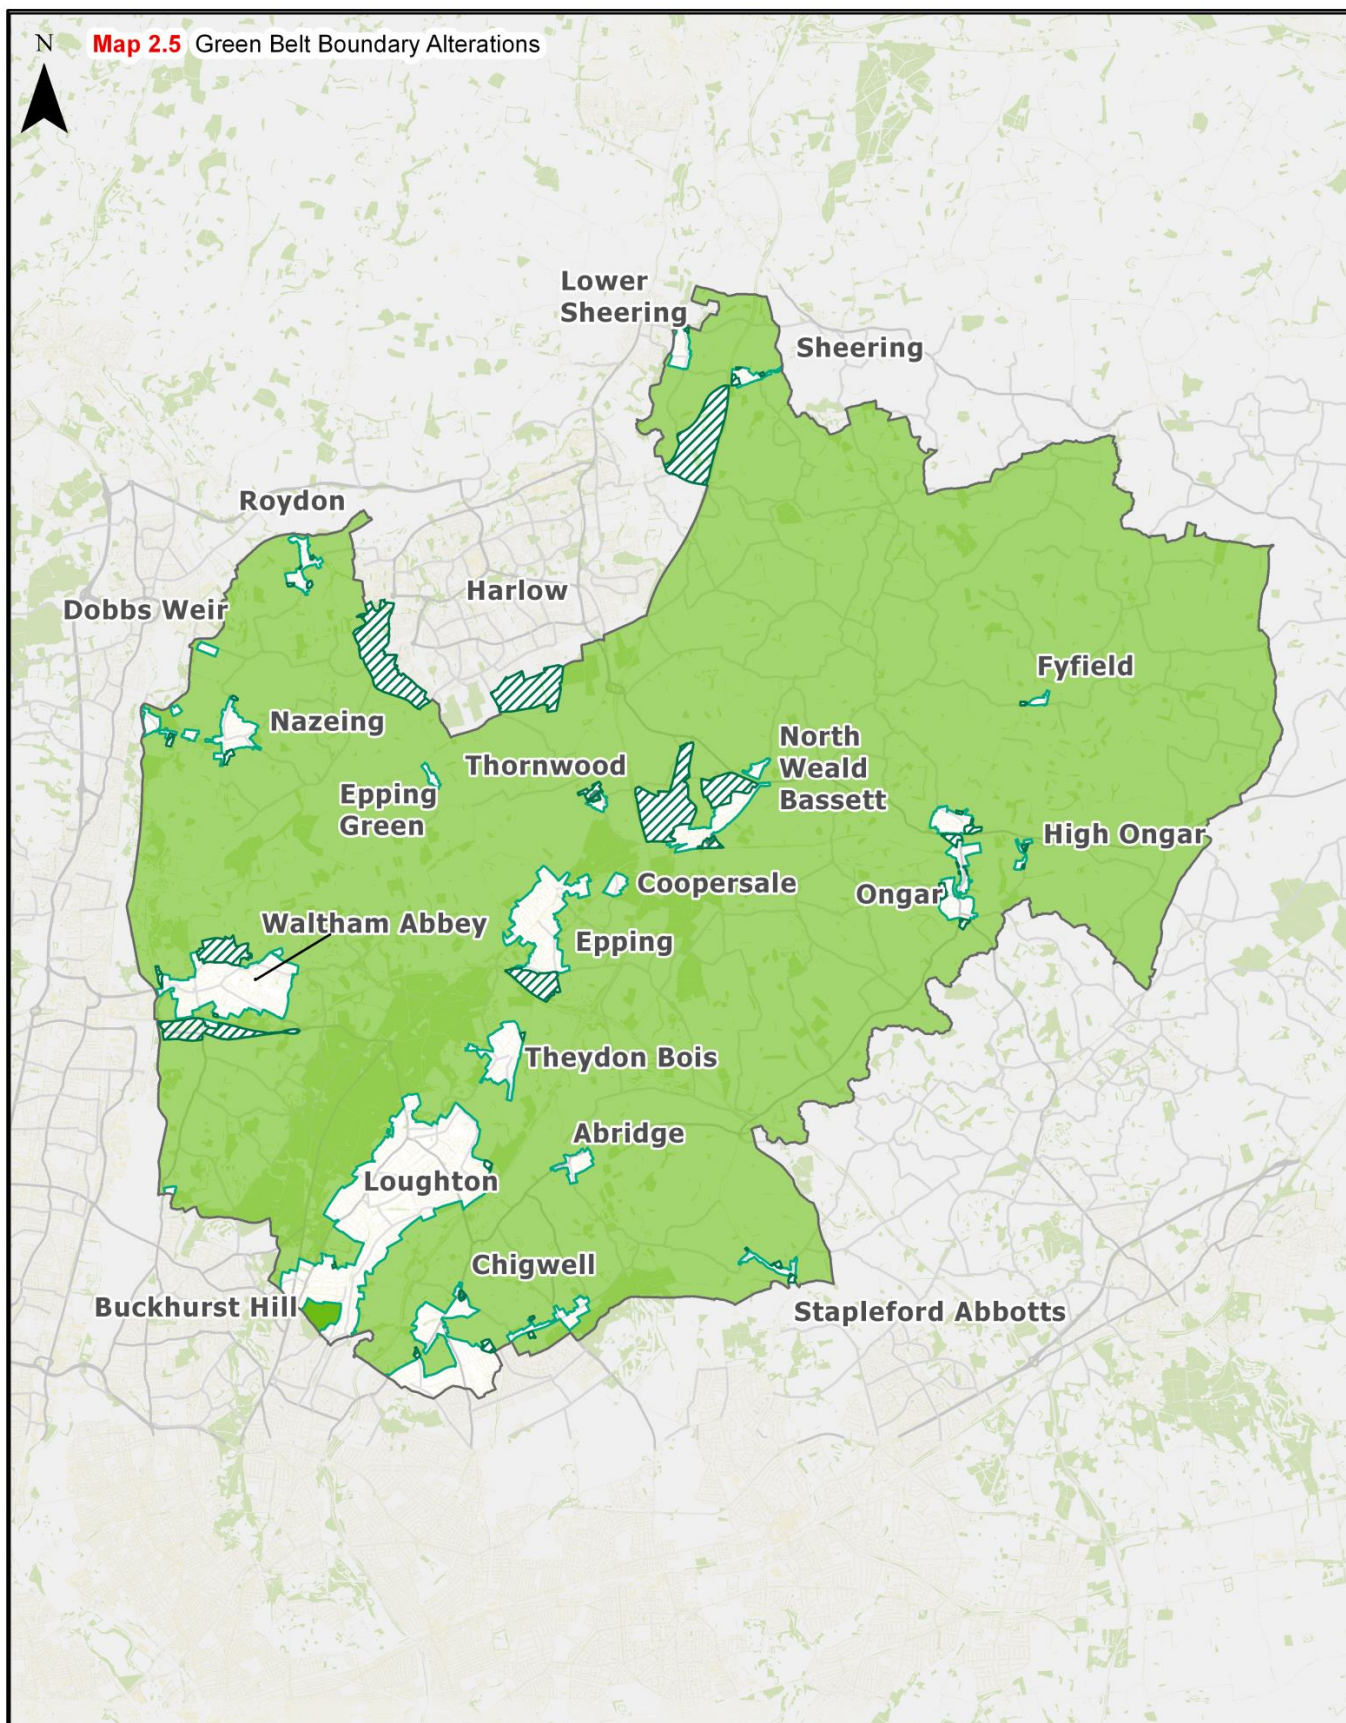 N
Map 2.5 Green Belt Boundary Alterations
Lower
Sheering
Sheering
Roydon
Harlow
Dobbs Weir
Fyfield
Nazeing
North
Weald
Bassett
Thornwood
Epping
Green
High Ongar
Coopersale
Ongar
Waltham Abbey
Epping
Theydon Bois
Abridge
Loughton
Chigwell
Buckhurst Hill
Stapleford Abbotts